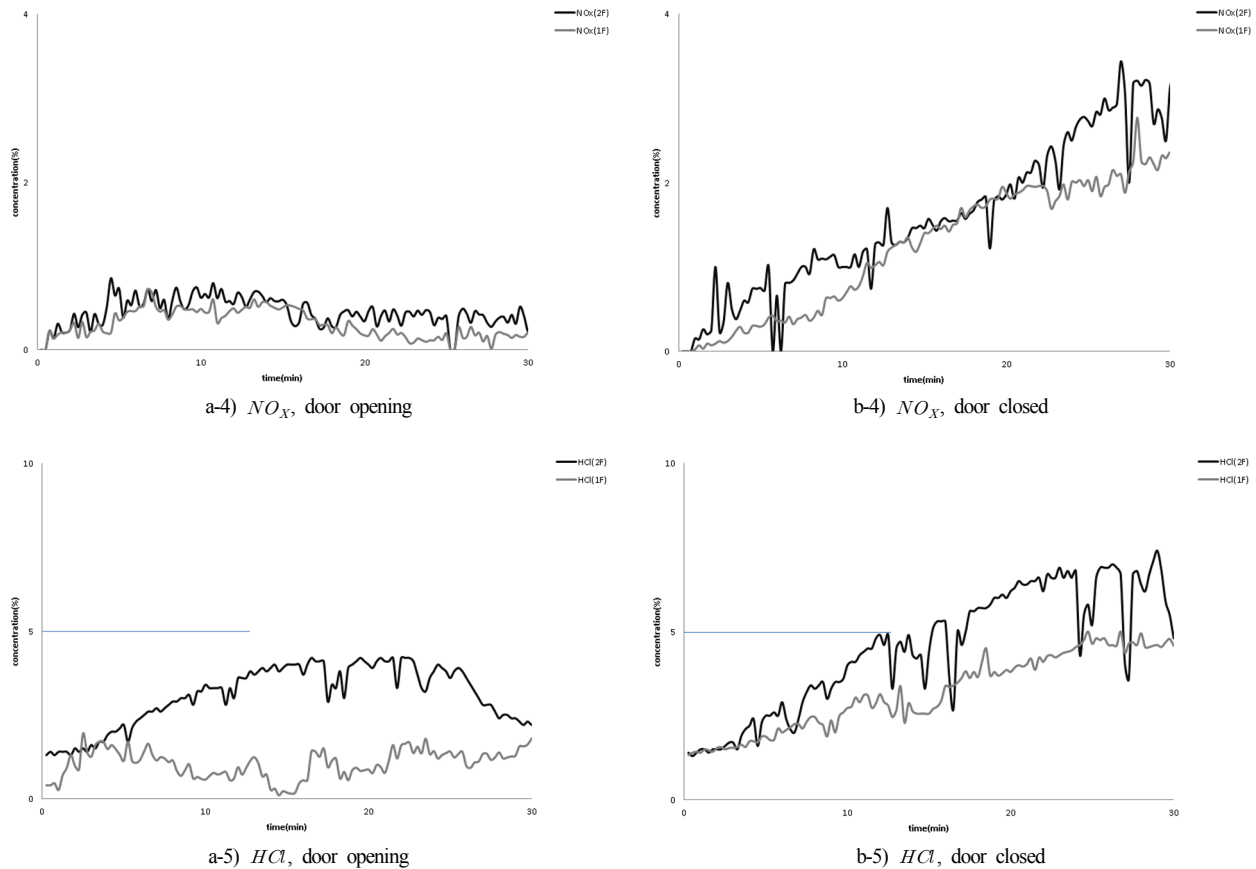 4
NOx(2F)
NOx(1F)
concentration(%)
2
0
0 10 20 30
time(min)
a-4) NO_X, door opening
4
NOx(2F)
NOx(1F)
concentration(%)
2
0
0 10 20 30
time(min)
b-4) NO_X, door closed
10
HCl(2F)
HCl(1F)
concentration(%)
5
0
0 10 20 30
time(min)
a-5) HCl, door opening
10
HCl(2F)
HCl(1F)
concentration(%)
5
0
0 10 20 30
time(min)
b-5) HCl, door closed